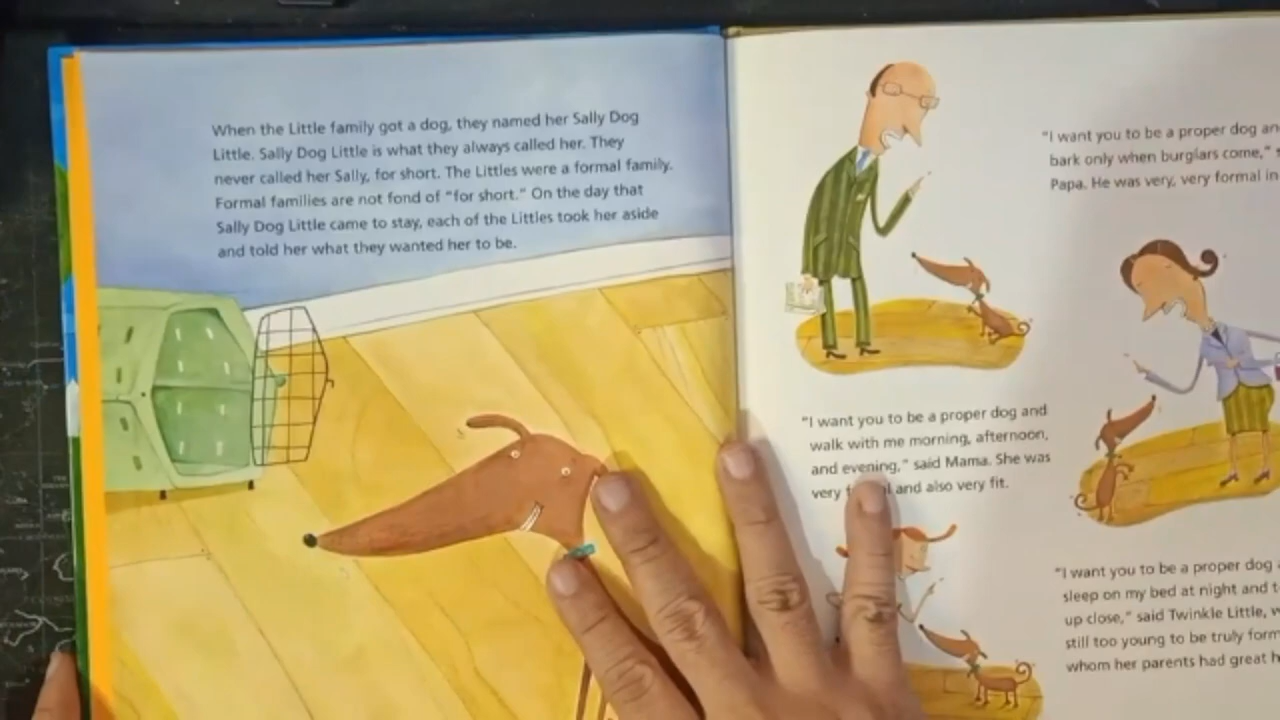 When the Little family got a dog, they named her Sally Dog
Little. Sally Dog Little is what they always called her. They
never called her Sally, for short. The Littles were a formal family.
Formal families are not fond of "for short." On the day that
Sally Dog Little came to stay, each of the Littles took her aside
and told her what they wanted her to be.
"I want you to be a proper dog an
bark only when burglars come,"
Papa. He was very, very formal in
"I want you to be a proper dog and
walk with me morning, afternoon,
and evening," said Mama. She was
very and also very fit.
"I want you to be a proper dog
sleep on my bed at night and
up close," said Twinkle Little,
still too young to be truly form
whom her parents had great h